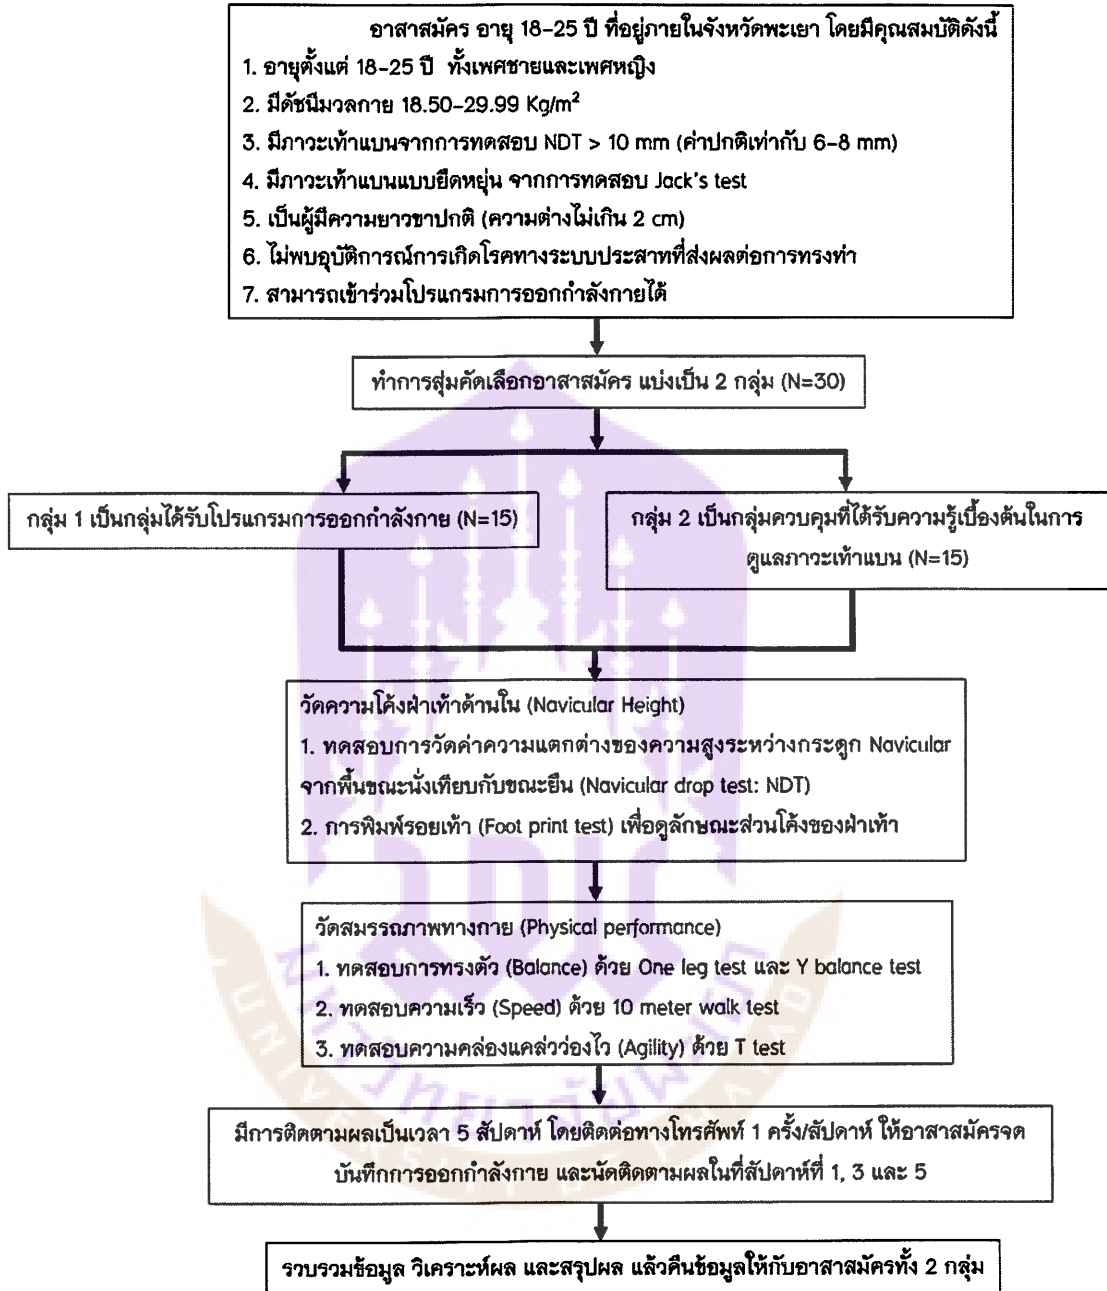 อาสาสมัคร อายุ 18-25 ปี ที่อยู่ภายในจังหวัดพะเยา โดยมีคุณสมบัติดังนี้
1. อายุตั้งแต่ 18-25 ปี ทั้งเพศชายและเพศหญิง
2. มีดัชนีมวลกาย 18.50-29.99 Kg/m²
3. มีภาวะเท้าแบนจากการทดสอบ NDT > 10 mm (ค่าปกติเท่ากับ 6-8 mm)
4. มีภาวะเท้าแบนแบบยืดหยุ่น จากการทดสอบ Jack's test
5. เป็นผู้มีความยาวขาปกติ (ความต่างไม่เกิน 2 cm)
6. ไม่พบอุบัติการณ์การเกิดโรคทางระบบประสาทที่ส่งผลต่อการทรงท่า
7. สามารถเข้าร่วมโปรแกรมการออกกำลังกายได้
ทำการสุ่มคัดเลือกอาสาสมัคร แบ่งเป็น 2 กลุ่ม (N=30)
กลุ่ม 1 เป็นกลุ่มได้รับโปรแกรมการออกกำลังกาย (N=15)
กลุ่ม 2 เป็นกลุ่มควบคุมที่ได้รับความรู้เบื้องต้นในการ
ดูแลภาวะเท้าแบน (N=15)
วัดความโค้งฝ่าเท้าด้านใน (Navicular Height)
1. ทดสอบการวัดค่าความแตกต่างของความสูงระหว่างกระดูก Navicular
จากพื้นขณะนั่งเทียบกับขณะยืน (Navicular drop test: NDT)
2. การพิมพ์รอยเท้า (Foot print test) เพื่อดูลักษณะส่วนโค้งของฝ่าเท้า
วัดสมรรถภาพทางกาย (Physical performance)
1. ทดสอบการทรงตัว (Balance) ด้วย One leg test และ Y balance test
2. ทดสอบความเร็ว (Speed) ด้วย 10 meter walk test
3. ทดสอบความคล่องแคล่วว่องไว (Agility) ด้วย T test
มหาวิทยาลัยพะเยา
UNIVERSITY OF PHAYAO
มีการติดตามผลเป็นเวลา 5 สัปดาห์ โดยติดต่อทางโทรศัพท์ 1 ครั้ง/สัปดาห์ ให้อาสาสมัครจด
บันทึกการออกกำลังกาย และนัดติดตามผลในที่สัปดาห์ที่ 1, 3 และ 5
รวบรวมข้อมูล วิเคราะห์ผล และสรุปผล แล้วคืนข้อมูลให้กับอาสาสมัครทั้ง 2 กลุ่ม